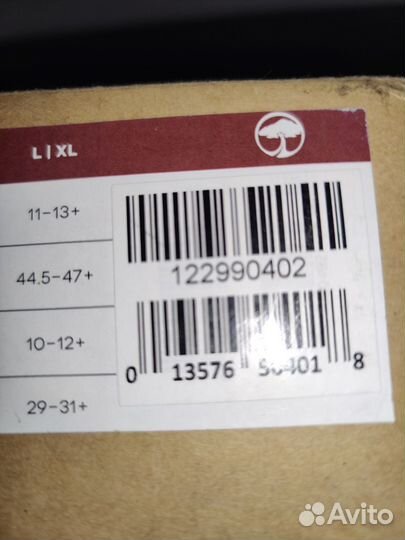 L | XL
11-13+
44.5-47+
10-12+
29-31+
122990402
0 13576 8
Avito